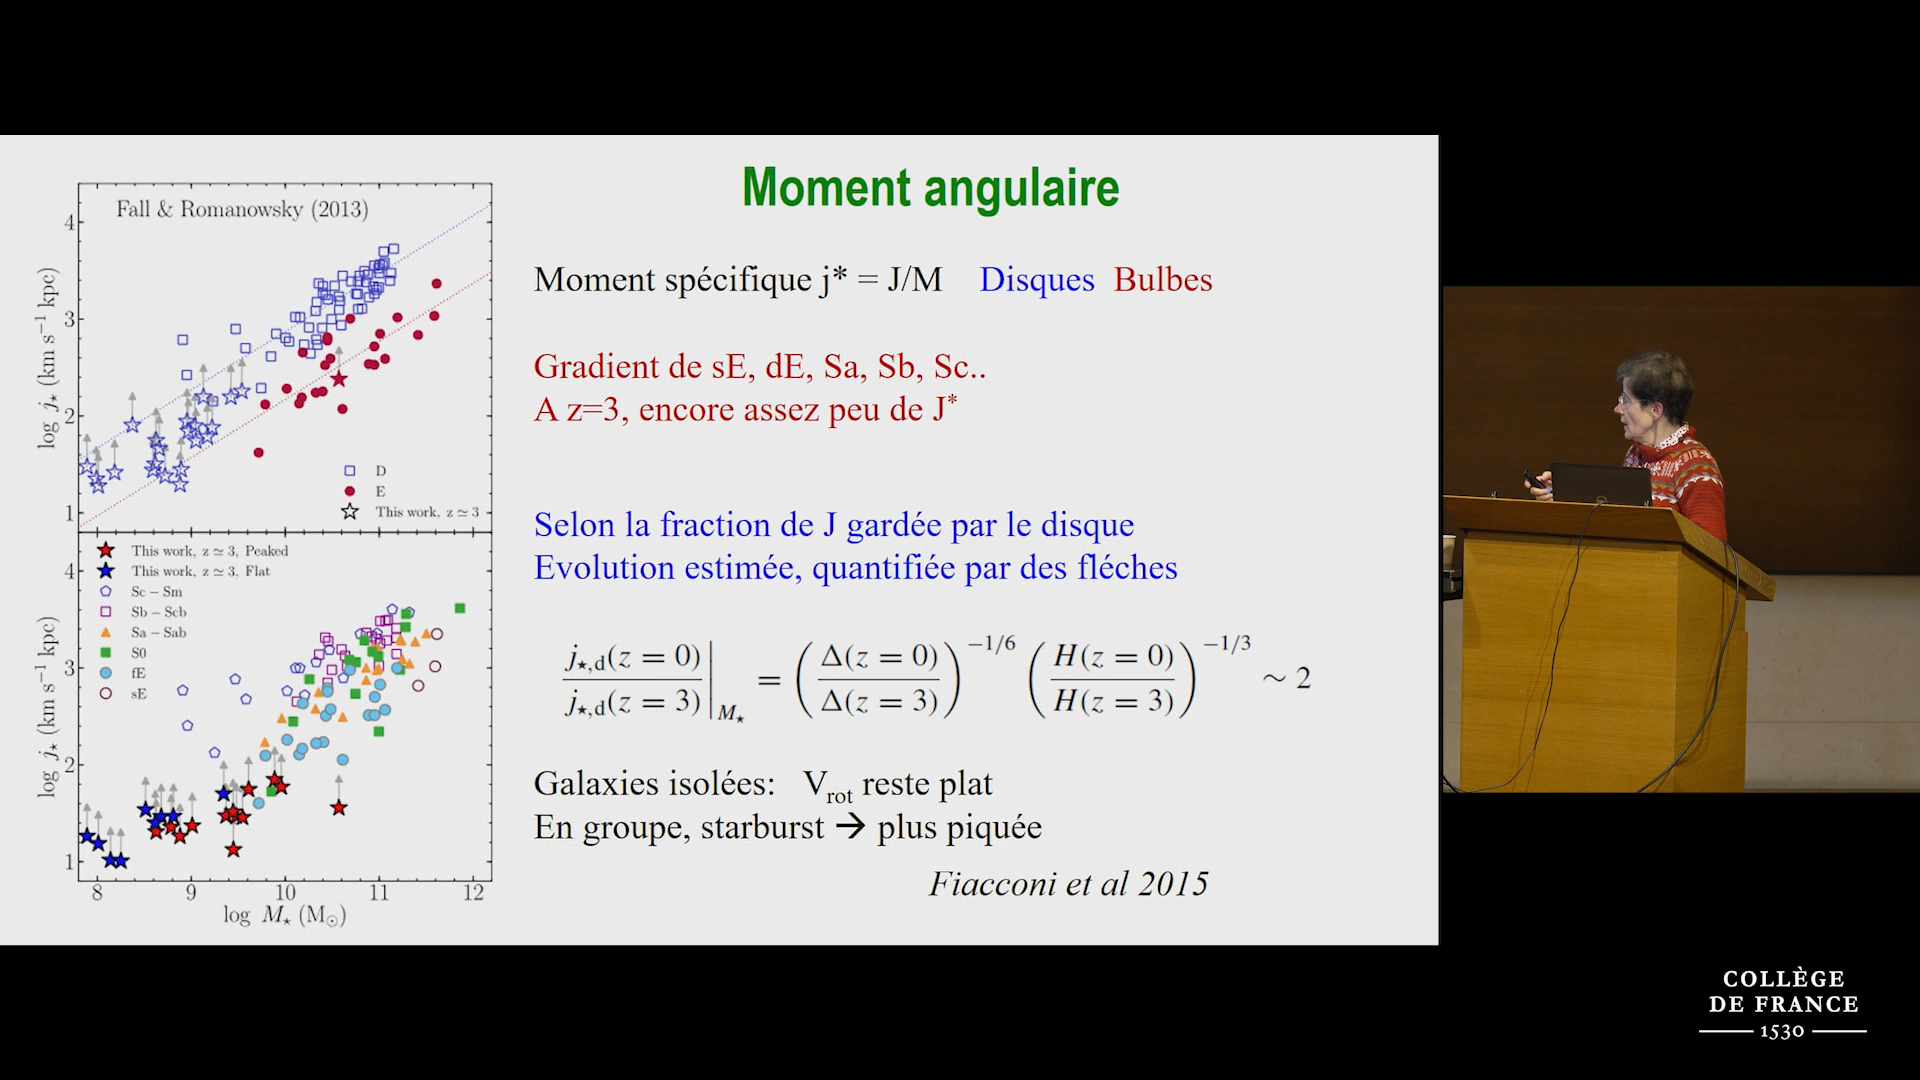 Moment angulaire
Fall & Romanowsky (2013)
4
3
2
1
log j⋆ (km s⁻¹ kpc)
D
E
This work, z ≃ 3
This work, z ≃ 3, Peaked
This work, z ≃ 3, Flat
Sc – Sm
Sb – Scb
Sa – Sab
S0
fE
sE
4
3
2
1
log j⋆ (km s⁻¹ kpc)
8 9 10 11 12
log M⋆ (M⊙)
Moment spécifique j* = J/M Disques Bulbes
Gradient de sE, dE, Sa, Sb, Sc..
A z=3, encore assez peu de J*
Selon la fraction de J gardée par le disque
Evolution estimée, quantifiée par des fléches
j⋆,d(z = 0) / j⋆,d(z = 3) |M⋆ = (Δ(z = 0) / Δ(z = 3))^−1/6 (H(z = 0) / H(z = 3))^−1/3 ∼ 2
Galaxies isolées: Vrot reste plat
En groupe, starburst → plus piquée
Fiacconi et al 2015
COLLÈGE
DE FRANCE
1530